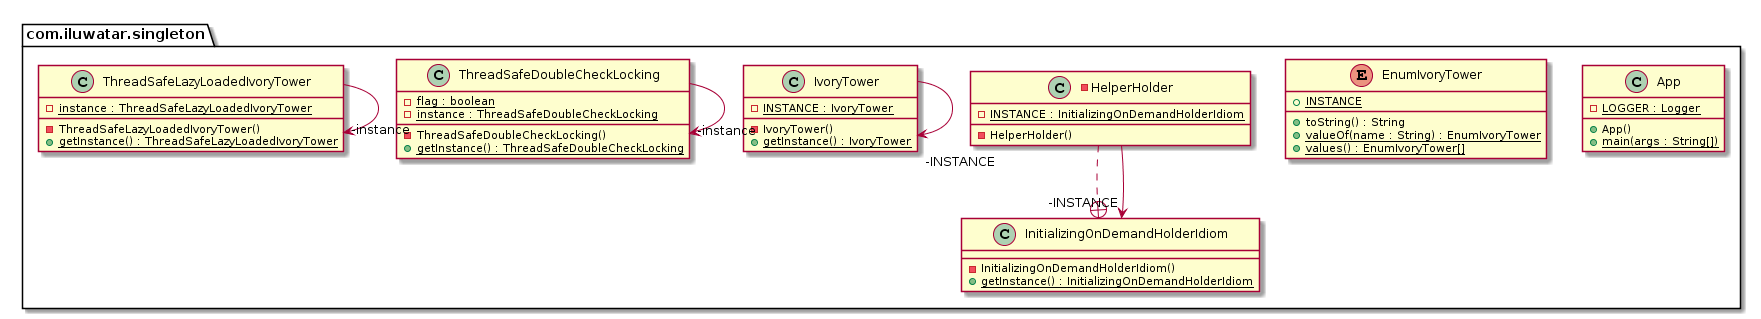 com.iluwatar.singleton
C ThreadSafeLazyLoadedIvoryTower
instance : ThreadSafeLazyLoadedIvoryTower
ThreadSafeLazyLoadedIvoryTower()
getInstance() : ThreadSafeLazyLoadedIvoryTower
-instance
C ThreadSafeDoubleCheckLocking
flag : boolean
instance : ThreadSafeDoubleCheckLocking
ThreadSafeDoubleCheckLocking()
getInstance() : ThreadSafeDoubleCheckLocking
-instance
C IvoryTower
INSTANCE : IvoryTower
IvoryTower()
getInstance() : IvoryTower
-INSTANCE
C HelperHolder
INSTANCE : InitializingOnDemandHolderIdiom
HelperHolder()
-INSTANCE
C InitializingOnDemandHolderIdiom
InitializingOnDemandHolderIdiom()
getInstance() : InitializingOnDemandHolderIdiom
E EnumIvoryTower
INSTANCE
toString() : String
valueOf(name : String) : EnumIvoryTower
values() : EnumIvoryTower[]
C App
LOGGER : Logger
App()
main(args : String[])